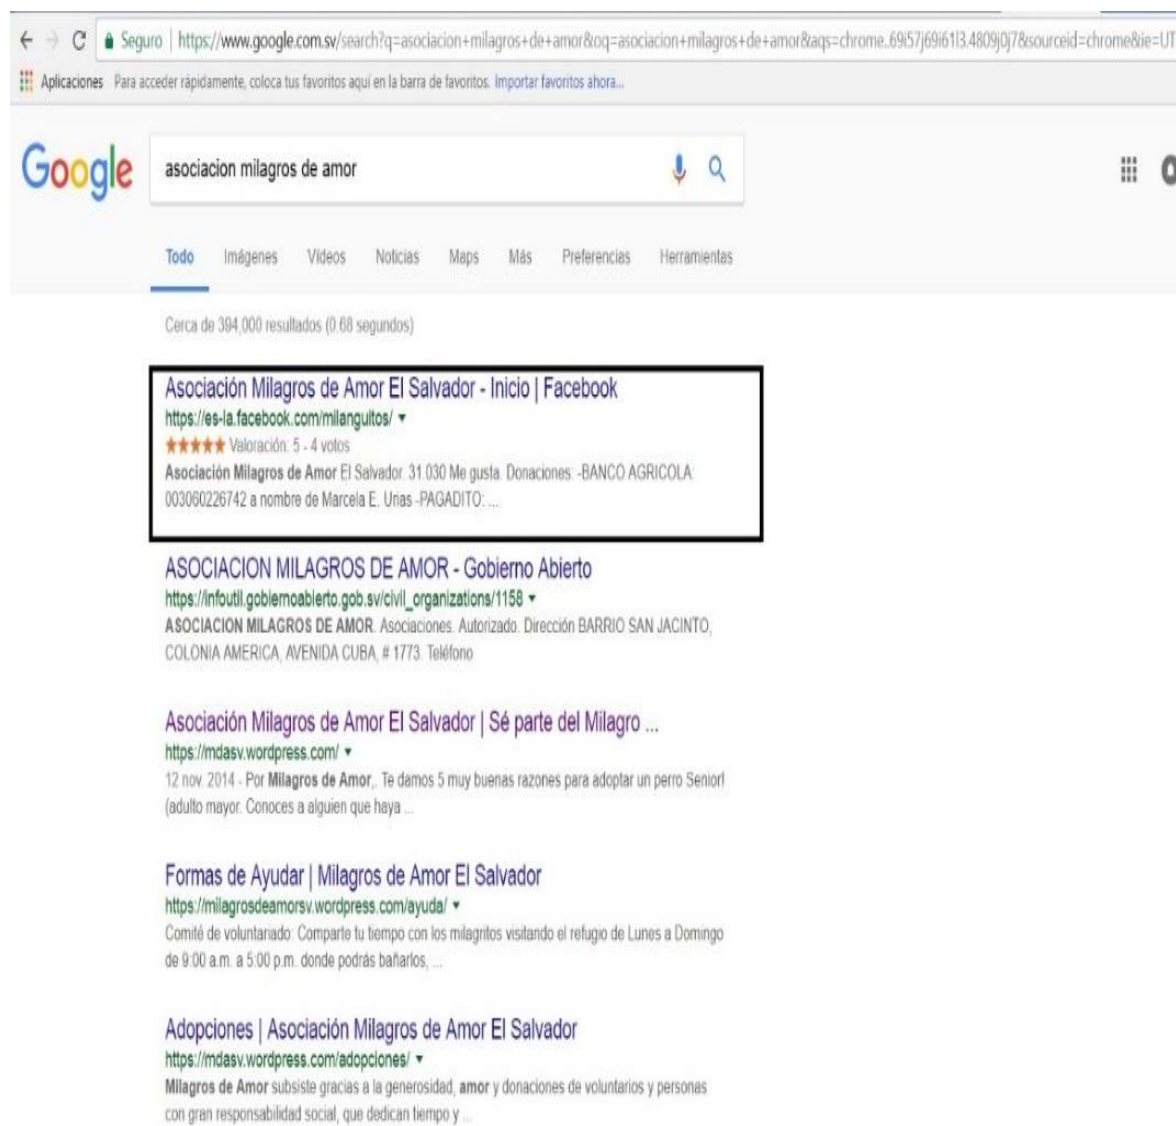 Seguro | https://www.google.com.sv/search?q=asociacion+milagros+de+amor&oq=asociacion+milagros+de+amor&aqs=chrome..69i57j69i61l3.4809j0j7&sourceid=chrome&ie=UT
Aplicaciones Para acceder rápidamente, coloca tus favoritos aquí en la barra de favoritos. Importar favoritos ahora...
Google asociacion milagros de amor
Todo Imágenes Vídeos Noticias Maps Más Preferencias Herramientas
Cerca de 394,000 resultados (0.68 segundos)
Asociación Milagros de Amor El Salvador - Inicio | Facebook
https://es-la.facebook.com/milanguitos/
Valoración: 5 - 4 votos
Asociación Milagros de Amor El Salvador. 31 030 Me gusta. Donaciones: -BANCO AGRICOLA:
003060226742 a nombre de Marcela E. Urias -PAGADITO: ...
ASOCIACION MILAGROS DE AMOR - Gobierno Abierto
https://infoutil.gobiernoabierto.gob.sv/civil_organizations/1158
ASOCIACION MILAGROS DE AMOR. Asociaciones. Autorizado. Dirección BARRIO SAN JACINTO,
COLONIA AMERICA, AVENIDA CUBA, # 1773. Teléfono
Asociación Milagros de Amor El Salvador | Sé parte del Milagro ...
https://mdasv.wordpress.com/
12 nov. 2014 - Por Milagros de Amor,. Te damos 5 muy buenas razones para adoptar un perro Senior!
(adulto mayor. Conoces a alguien que haya ...
Formas de Ayudar | Milagros de Amor El Salvador
https://milagrosdeamorsv.wordpress.com/ayuda/
Comité de voluntariado: Comparte tu tiempo con los milagritos visitando el refugio de Lunes a Domingo
de 9:00 a.m. a 5:00 p.m. donde podrás bañarlos, ...
Adopciones | Asociación Milagros de Amor El Salvador
https://mdasv.wordpress.com/adopciones/
Milagros de Amor subsiste gracias a la generosidad, amor y donaciones de voluntarios y personas
con gran responsabilidad social, que dedican tiempo y ...